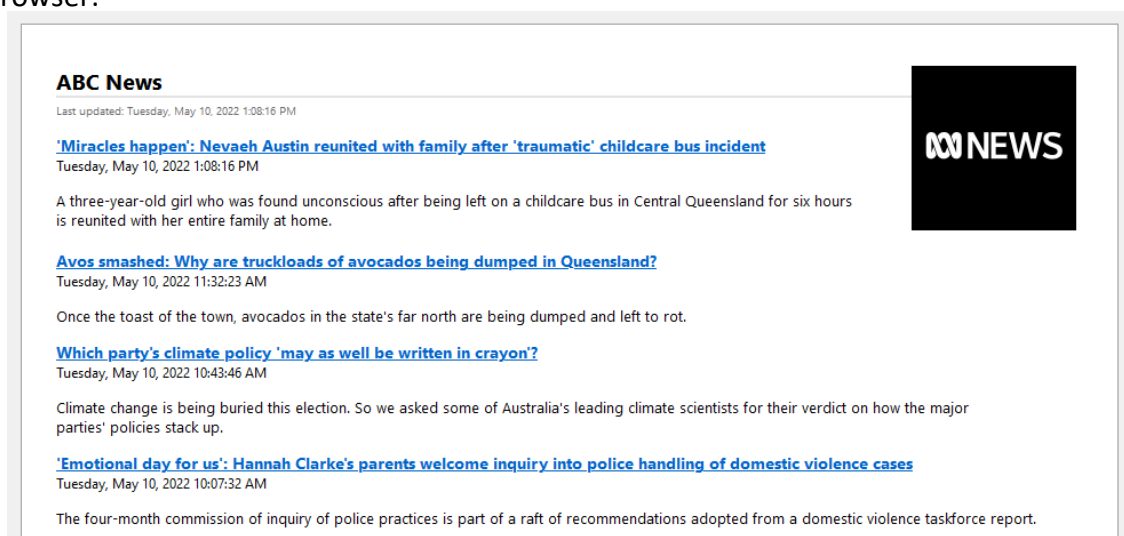 rowser.
ABC News
Last updated: Tuesday, May 10, 2022 1:08:16 PM
NEWS
'Miracles happen': Nevaeh Austin reunited with family after 'traumatic' childcare bus incident
Tuesday, May 10, 2022 1:08:16 PM
A three-year-old girl who was found unconscious after being left on a childcare bus in Central Queensland for six hours
is reunited with her entire family at home.
Avos smashed: Why are truckloads of avocados being dumped in Queensland?
Tuesday, May 10, 2022 11:32:23 AM
Once the toast of the town, avocados in the state's far north are being dumped and left to rot.
Which party's climate policy 'may as well be written in crayon'?
Tuesday, May 10, 2022 10:43:46 AM
Climate change is being buried this election. So we asked some of Australia's leading climate scientists for their verdict on how the major
parties' policies stack up.
'Emotional day for us': Hannah Clarke's parents welcome inquiry into police handling of domestic violence cases
Tuesday, May 10, 2022 10:07:32 AM
The four-month commission of inquiry of police practices is part of a raft of recommendations adopted from a domestic violence taskforce report.